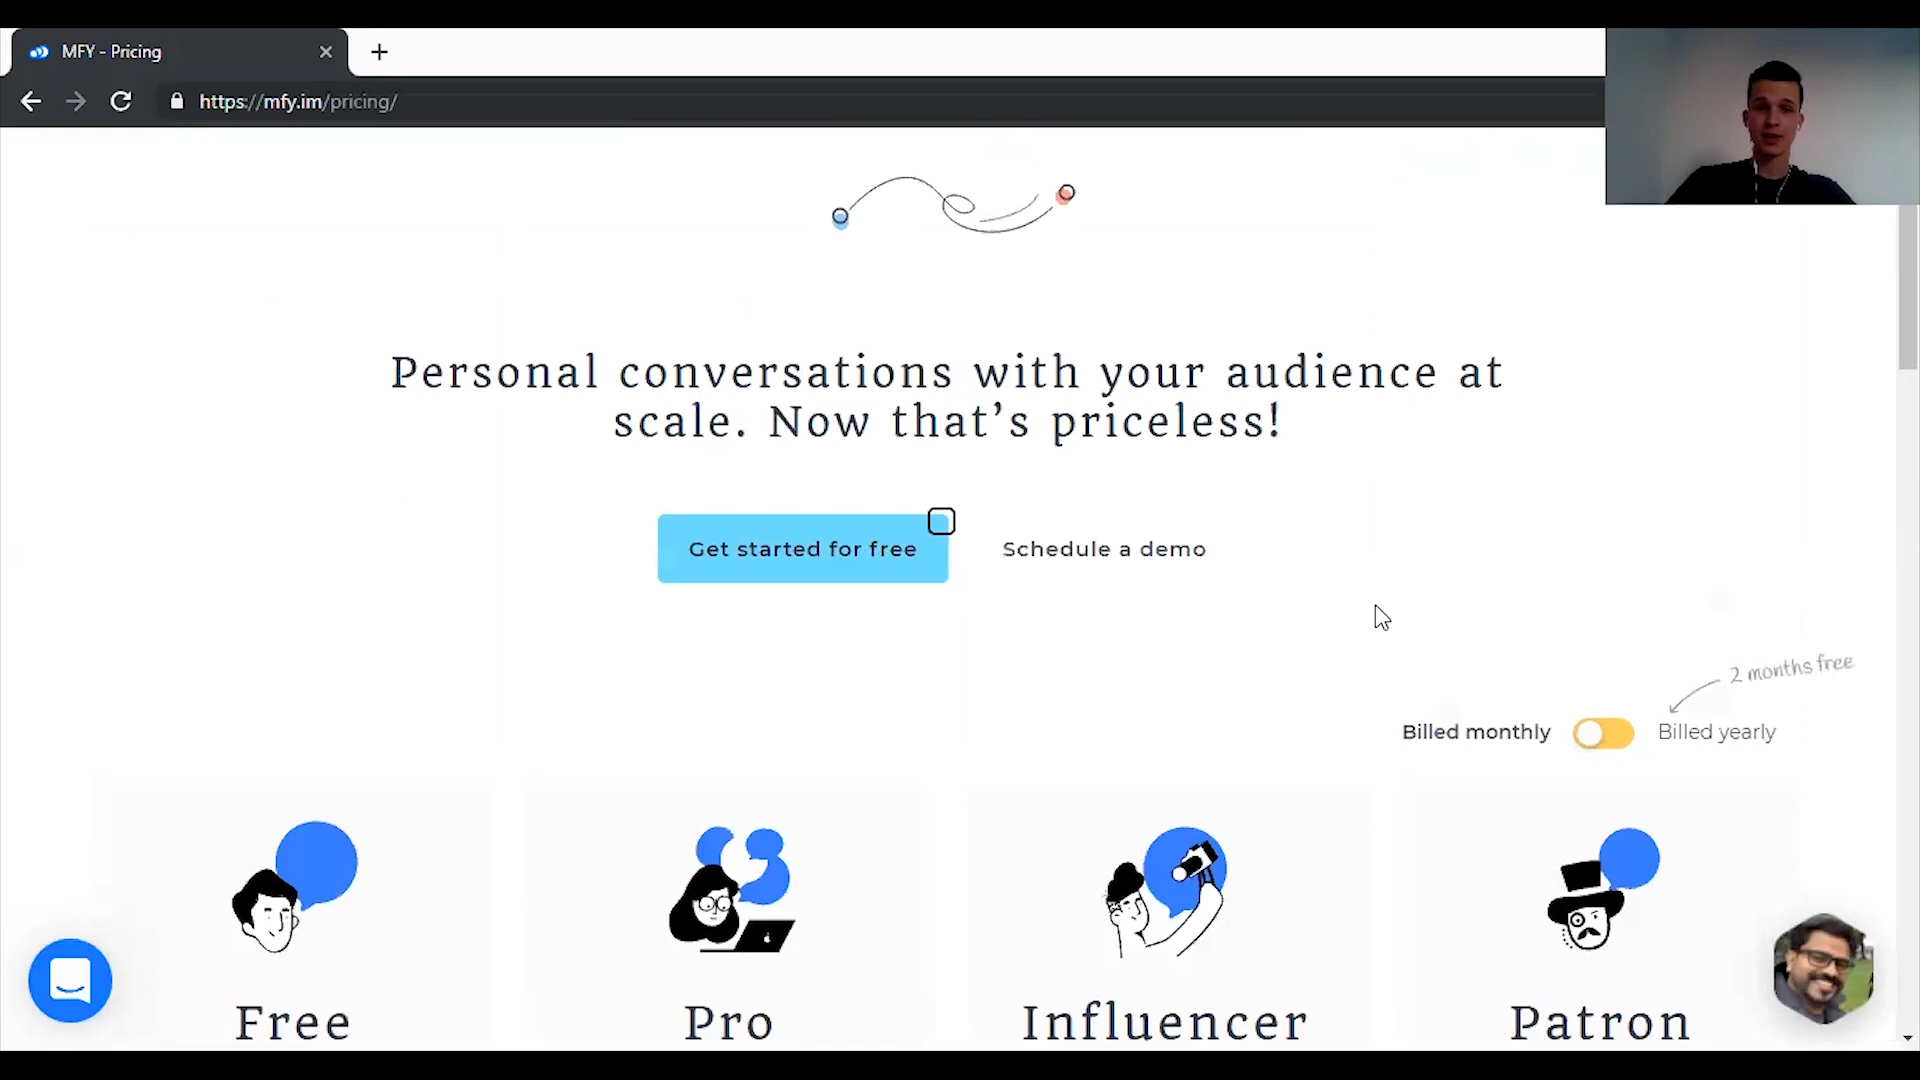 MFY - Pricing
https://mfy.im/pricing/
Personal conversations with your audience at
scale. Now that’s priceless!
Get started for free
Schedule a demo
2 months free
Billed monthly
Billed yearly
Free
Pro
Influencer
Patron